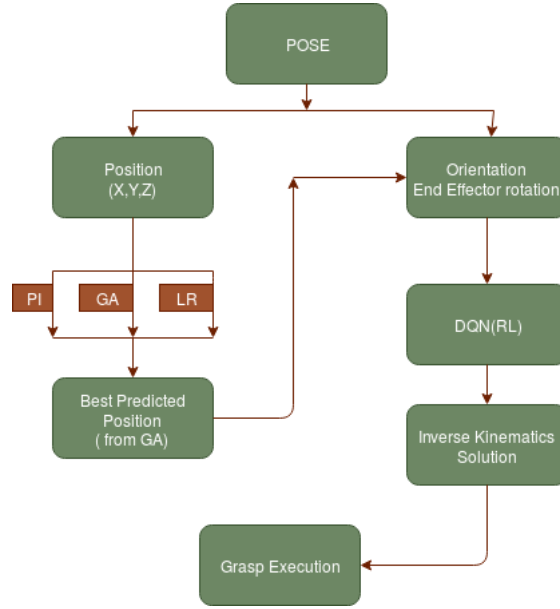 POSE
Position
(X,Y,Z)
Orientation
End Effector rotation
PI
GA
LR
DQN(RL)
Best Predicted
Position
( from GA)
Inverse Kinematics
Solution
Grasp Execution